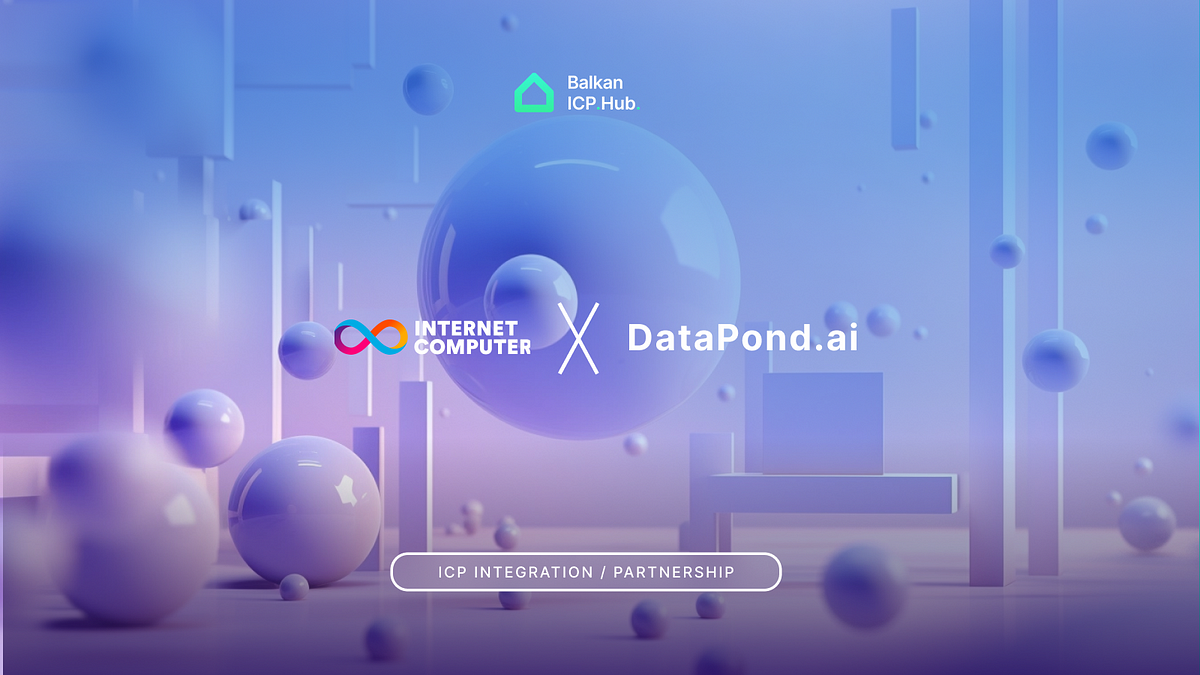 Balkan
ICP.Hub.
INTERNET
COMPUTER
X
DataPond.ai
ICP INTEGRATION / PARTNERSHIP